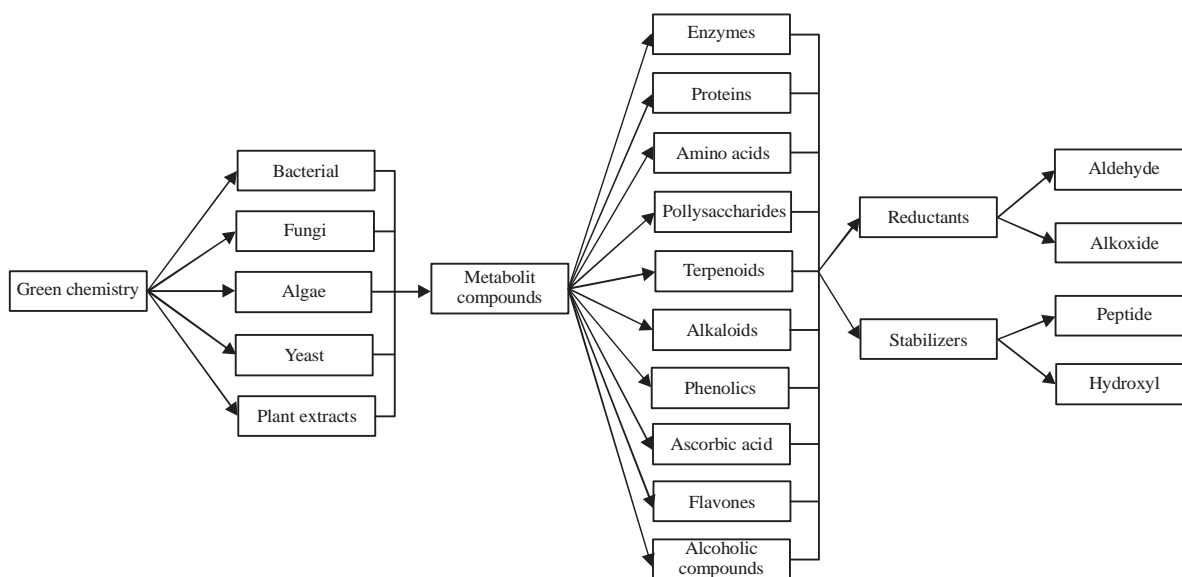 Green chemistry
Bacterial
Fungi
Algae
Yeast
Plant extracts
Metabolit
compounds
Enzymes
Proteins
Amino acids
Pollysaccharides
Terpenoids
Alkaloids
Phenolics
Ascorbic acid
Flavones
Alcoholic
compounds
Reductants
Stabilizers
Aldehyde
Alkoxide
Peptide
Hydroxyl